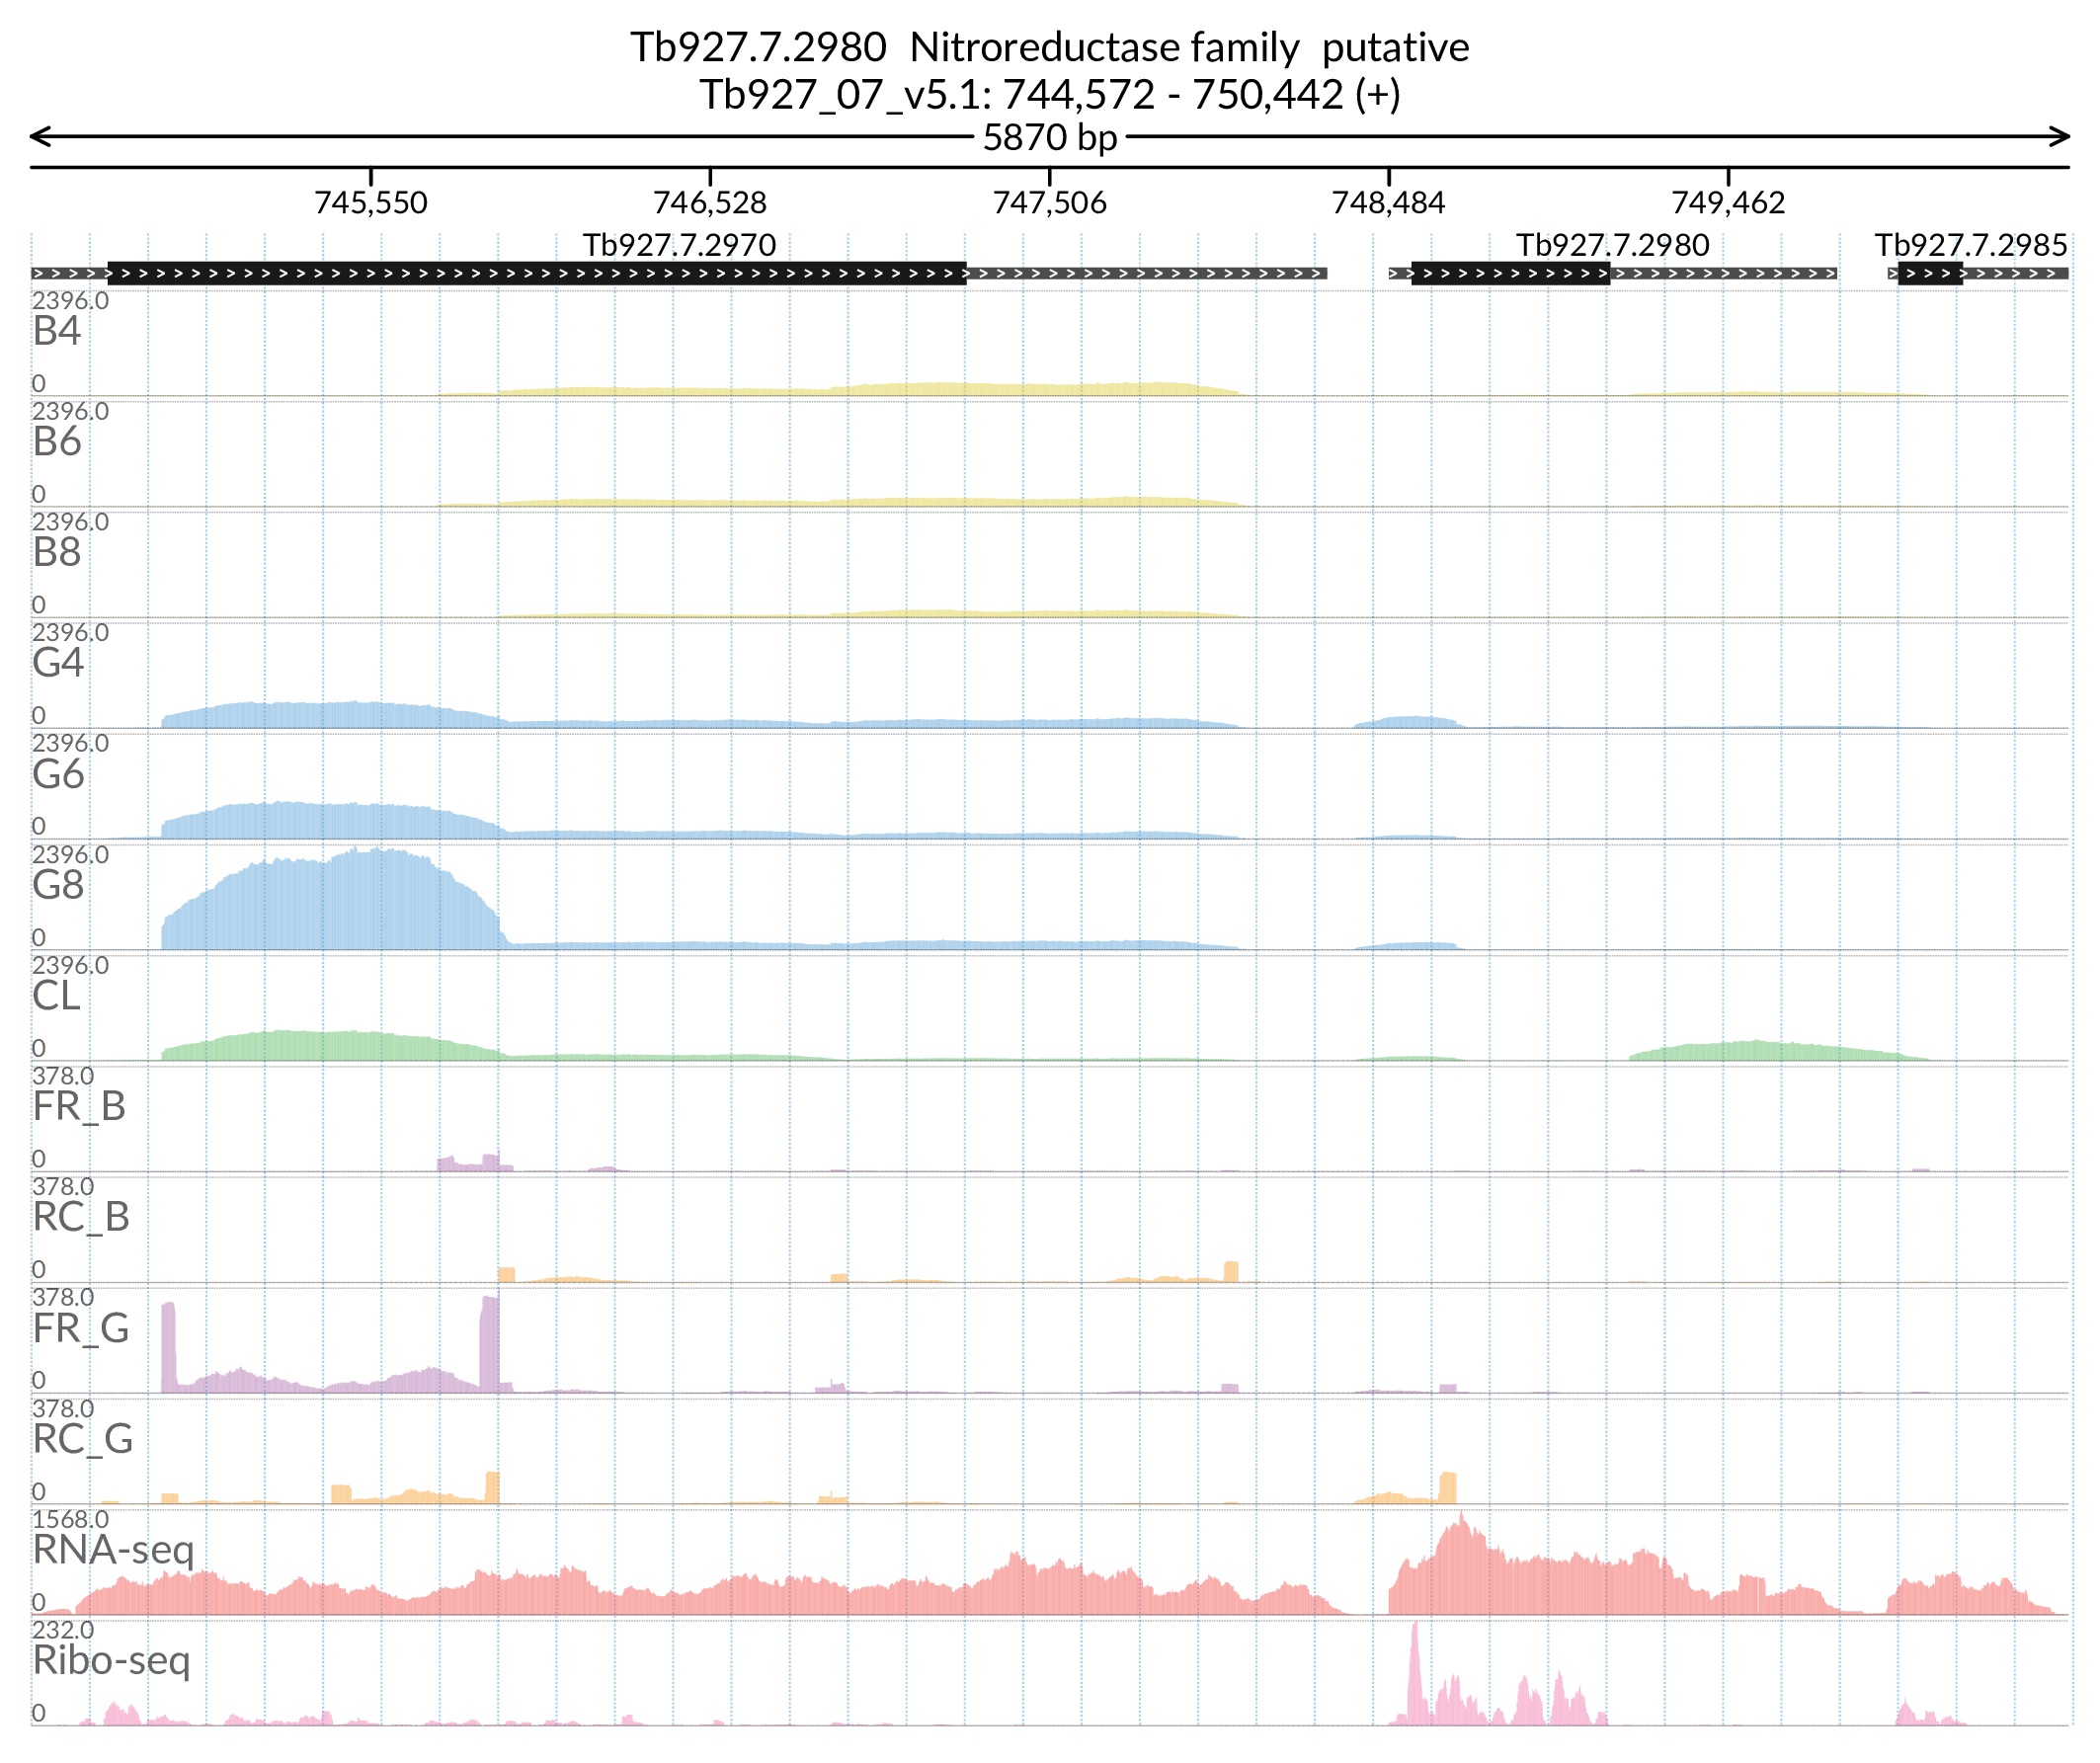 Tb927.7.2980  Nitroreductase family  putative
Tb927_07_v5.1: 744,572 - 750,442 (+)
5870 bp
745,550 746,528 747,506 748,484 749,462
Tb927.7.2970 Tb927.7.2980 Tb927.7.2985
2396.0
B4
0
2396.0
B6
0
2396.0
B8
0
2396.0
G4
0
2396.0
G6
0
2396.0
G8
0
2396.0
CL
0
378.0
FR_B
0
378.0
RC_B
0
378.0
FR_G
0
378.0
RC_G
0
1568.0
RNA-seq
0
232.0
Ribo-seq
0